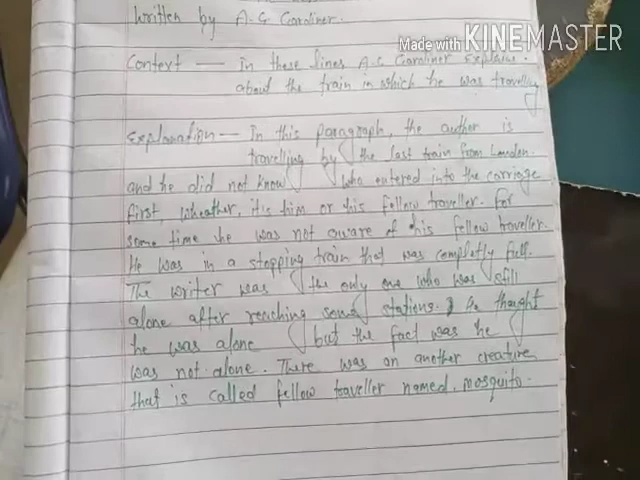 Made with KINEMASTER
Written by A.G Gardiner.
Context — In these lines A.G Gardiner explains
about the train in which he was travelling
Explanation — In this paragraph, the author is
travelling by the last train from London.
and he did not know who entered into the carriage
first, wheather, it's him or his fellow traveller. For
some time he was not aware of his fellow traveller.
He was in a stopping train that was completly full.
The writer was the only one who was still
alone after reaching some stations. He thought
he was alone but the fact was he
was not alone. There was an another creature
that is called fellow traveller named. mosquito.